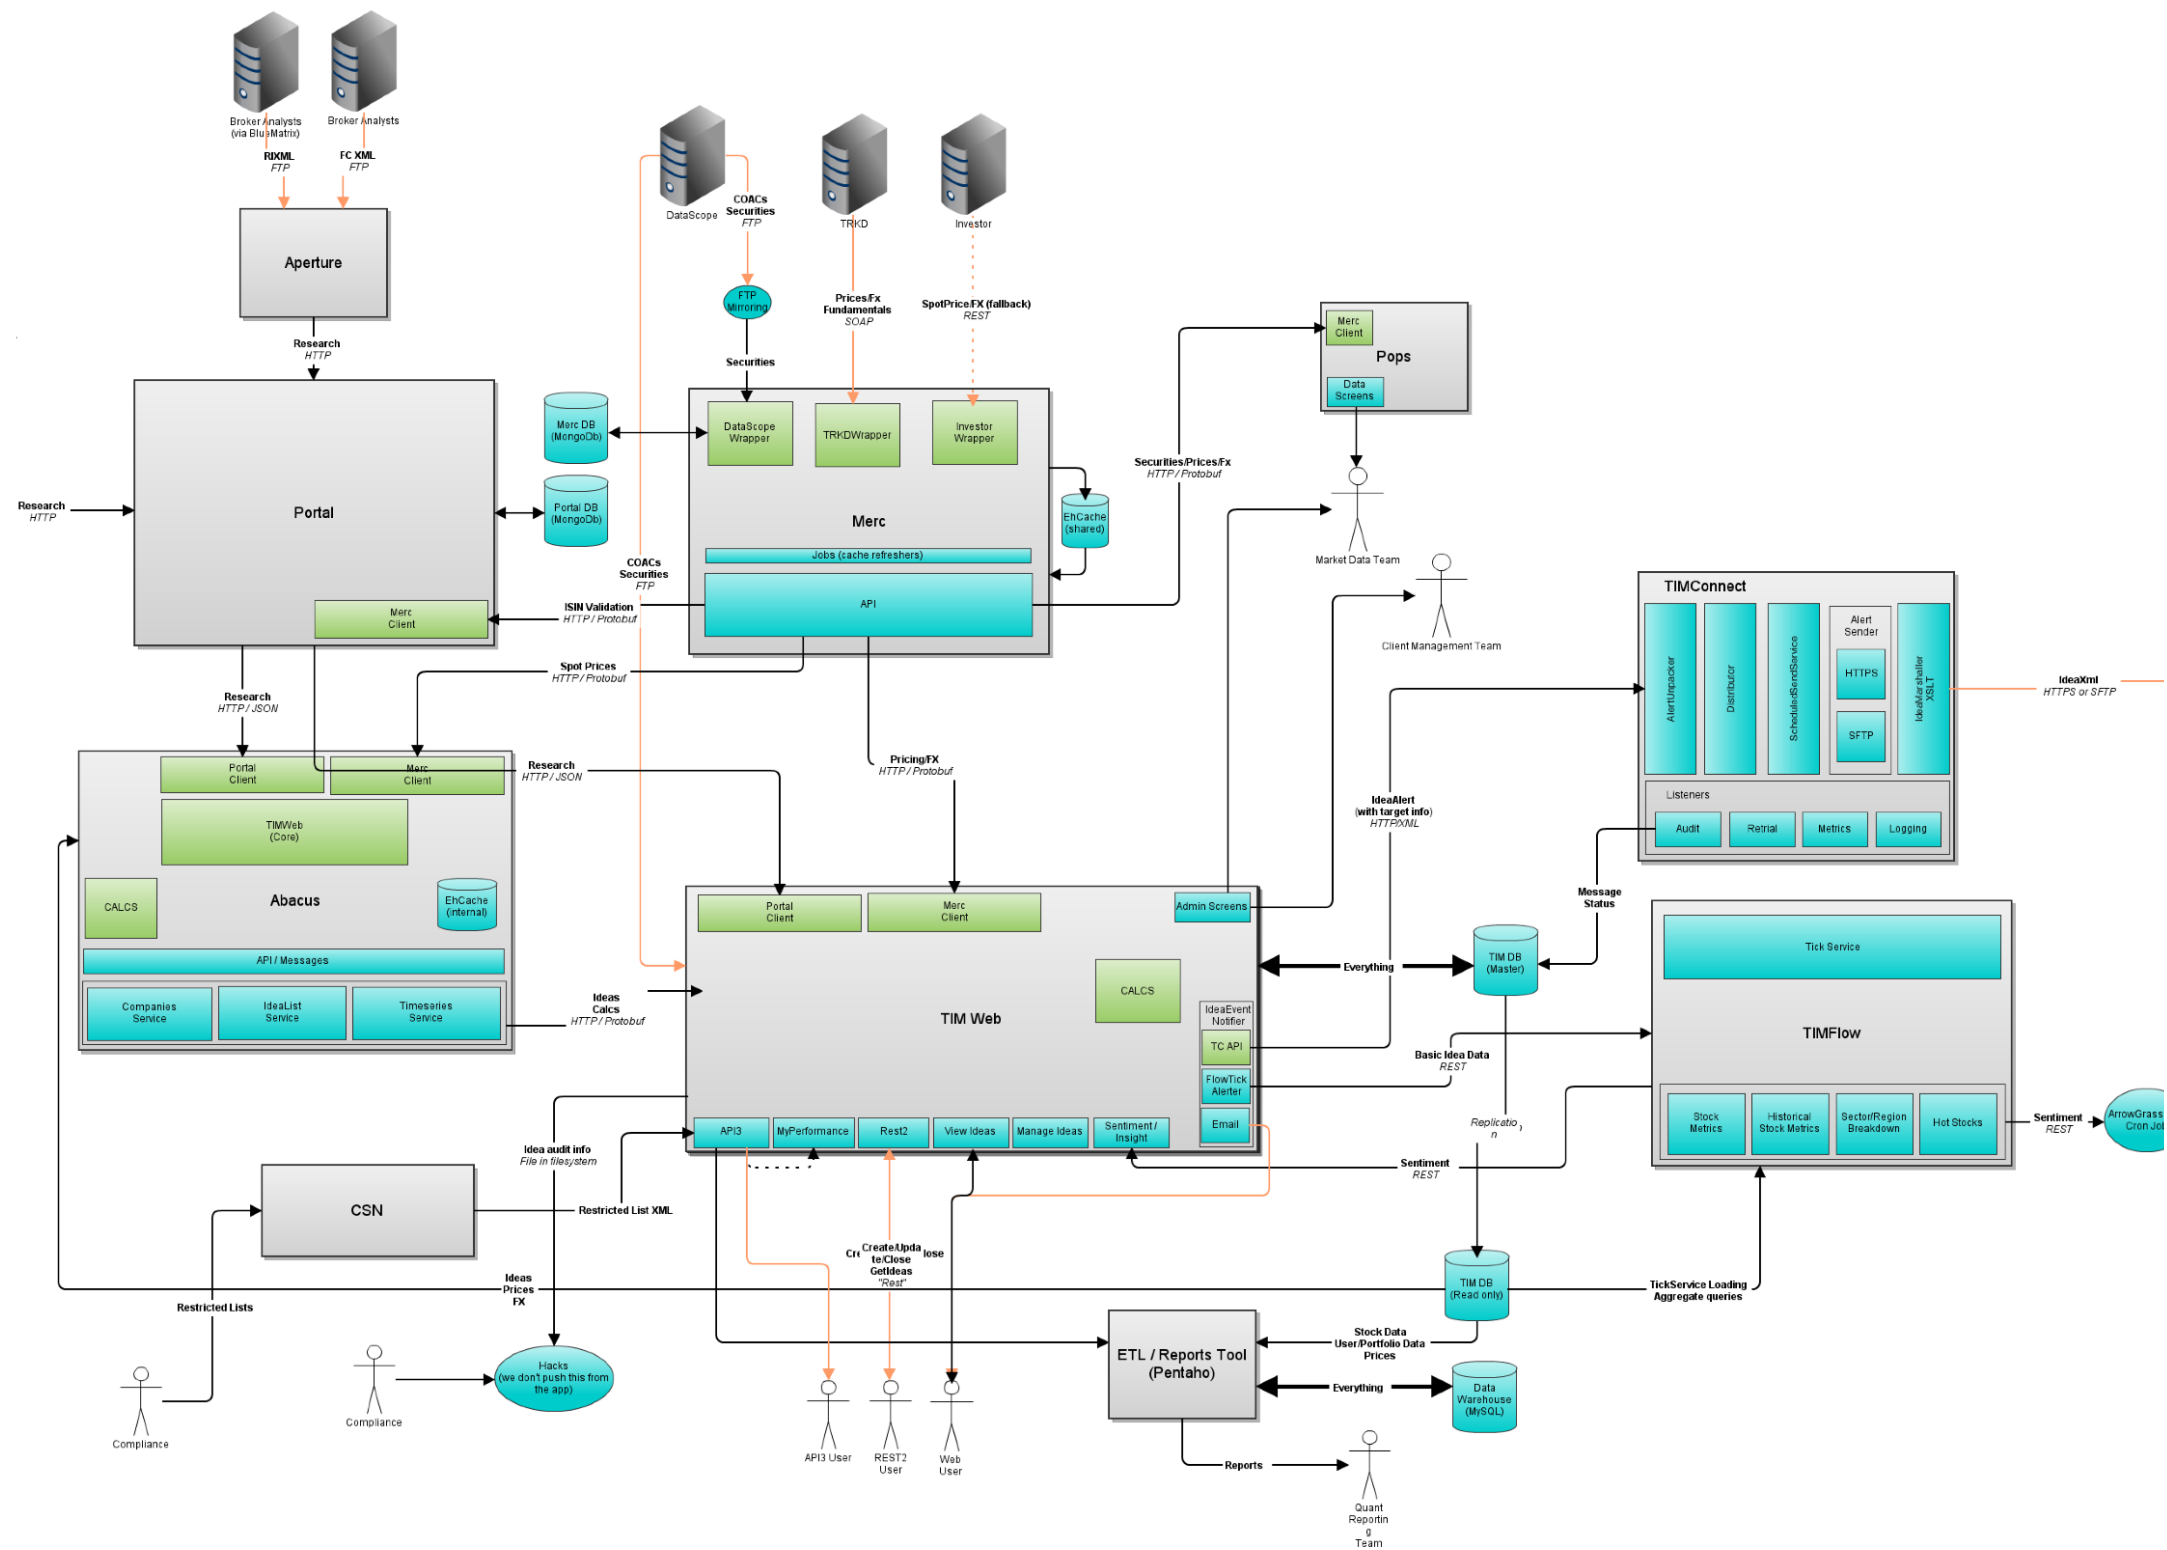 Broker Analysts
(via BlueMatrix)
Broker Analysts
RIXML
FTP
FC XML
FTP
DataScope
TRKD
Investor
COACs
Securities
FTP
Aperture
FTP
Mirroring
Prices/Fx
Fundamentals
SOAP
SpotPrice/FX (fallback)
REST
Research
HTTP
Securities
Merc
Client
Pops
Data
Screens
Merc DB
(MongoDb)
DataScope
Wrapper
TRKDWrapper
Investor
Wrapper
Securities/Prices/Fx
HTTP / Protobuf
Research
HTTP
Portal
Portal DB
(MongoDb)
Merc
EhCache
(shared)
Jobs (cache refreshers)
Market Data Team
COACs
Securities
FTP
API
ISIN Validation
HTTP / Protobuf
Merc
Client
Client Management Team
TIMConnect
AlertUnpacker
Distributor
ScheduledSendService
Alert
Sender
HTTPS
SFTP
IdeaMarshaller
XSLT
IdeaXml
HTTPS or SFTP
Spot Prices
HTTP / Protobuf
Research
HTTP / JSON
Portal
Client
Merc
Client
Research
HTTP / JSON
Pricing/FX
HTTP / Protobuf
IdeaAlert
(with target info)
HTTP/XML
Listeners
Audit
Retrial
Metrics
Logging
TIMWeb
(Core)
CALCS
Abacus
EhCache
(internal)
API / Messages
Companies
Service
IdeaList
Service
Timeseries
Service
Ideas
Calcs
HTTP / Protobuf
Portal
Client
Merc
Client
Admin Screens
Message
Status
Everything
TIM DB
(Master)
Tick Service
CALCS
TIM Web
IdeaEvent
Notifier
TC API
FlowTick
Alerter
Email
TIMFlow
Basic Idea Data
REST
Stock
Metrics
Historical
Stock Metrics
Sector/Region
Breakdown
Hot Stocks
Sentiment
REST
ArrowGrass
Cron Job
API3
MyPerformance
Rest2
View Ideas
Manage Ideas
Sentiment /
Insight
Replicatio
n
Idea audit info
File in filesystem
Sentiment
REST
CSN
Restricted List XML
Create/Upda
te/Close
GetIdeas
"Rest"
lose
Ideas
Prices
FX
TIM DB
(Read only)
TickService Loading
Aggregate queries
Restricted Lists
Hacks
(we don't push this from
the app)
Compliance
Compliance
API3 User
REST2
User
Web
User
ETL / Reports Tool
(Pentaho)
Stock Data
User/Portfolio Data
Prices
Everything
Data
Warehouse
(MySQL)
Reports
Quant
Reportin
g
Team